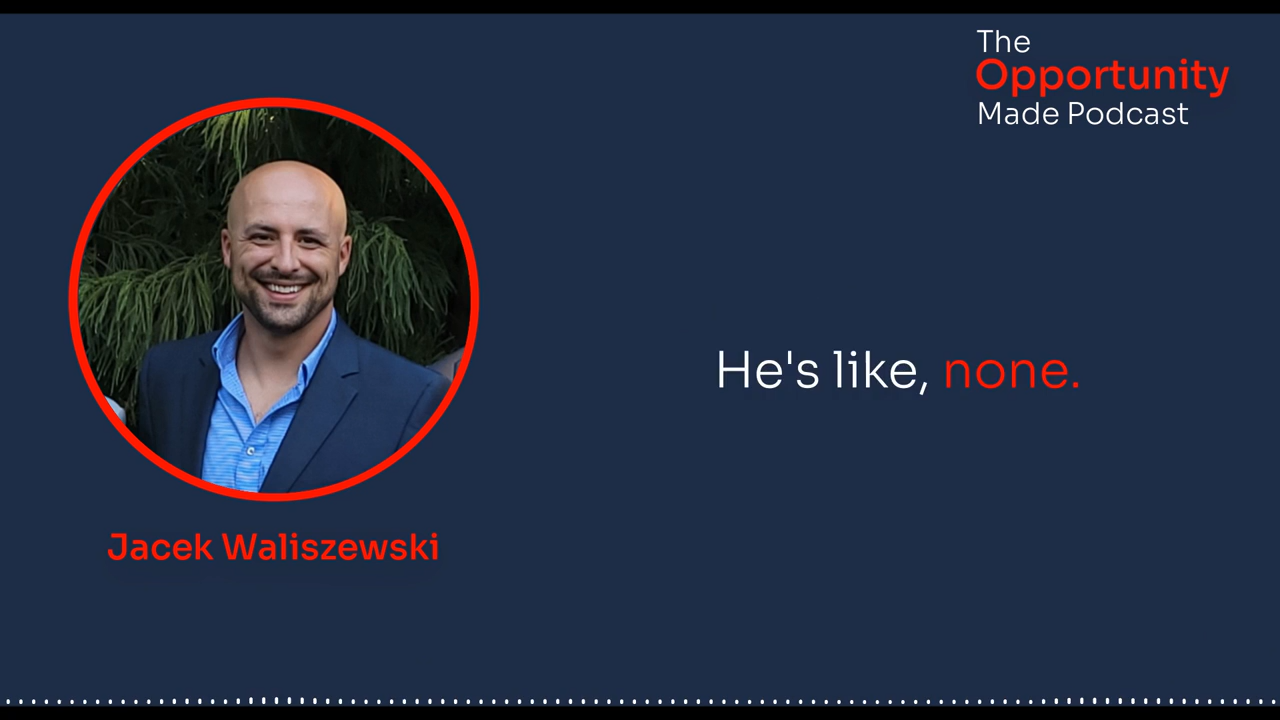 The
Opportunity
Made Podcast
He's like, none.
Jacek Waliszewski